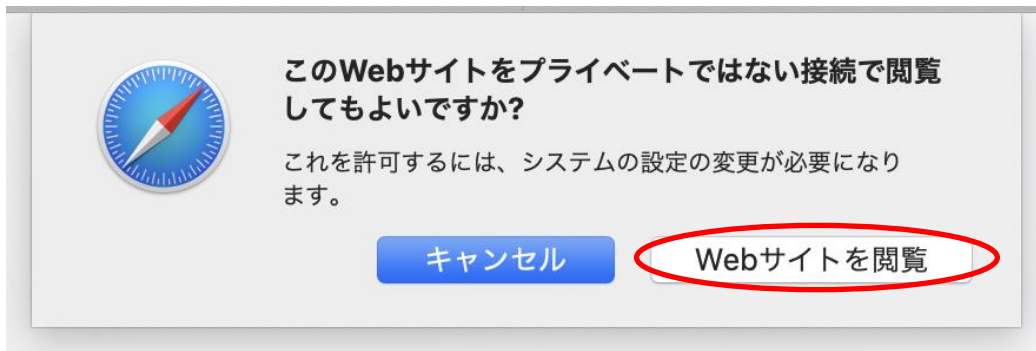 このWebサイトをプライベートではない接続で閲覧
してもよいですか?
これを許可するには、システムの設定の変更が必要になり
ます。
キャンセル
Webサイトを閲覧